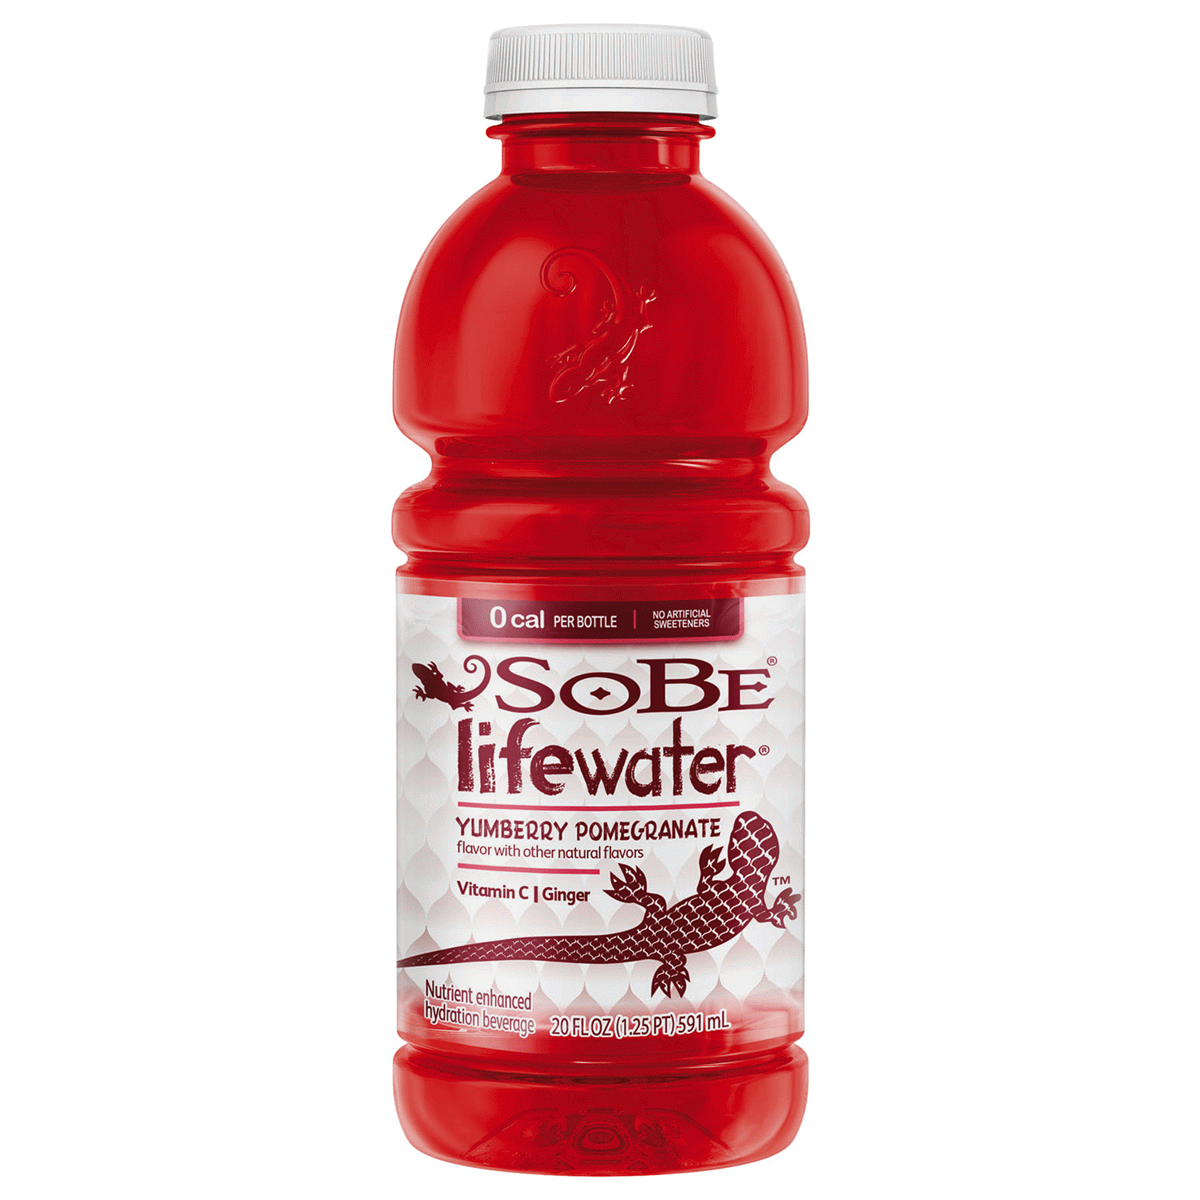 0 cal PER BOTTLE | NO ARTIFICIAL
SWEETENERS
SoBe®
lifewater®
YUMBERRY POMEGRANATE
flavor with other natural flavors
Vitamin C | Ginger
TM
Nutrient enhanced
hydration beverage
20 FL OZ (1.25 PT) 591 mL